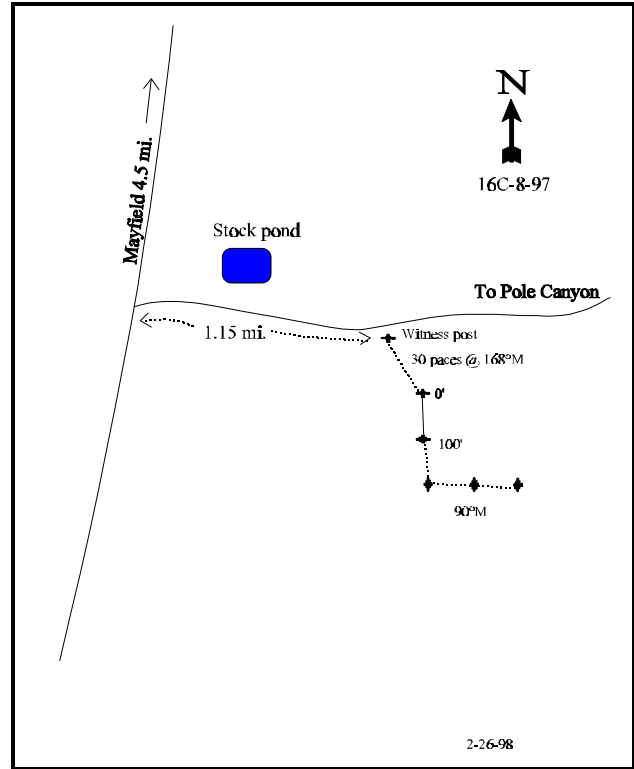 N
16C-8-97
Mayfield 4.5 mi.
Stock pond
To Pole Canyon
1.15 mi.
Witness post
30 paces @ 168°M
0'
100'
90°M
2-26-98